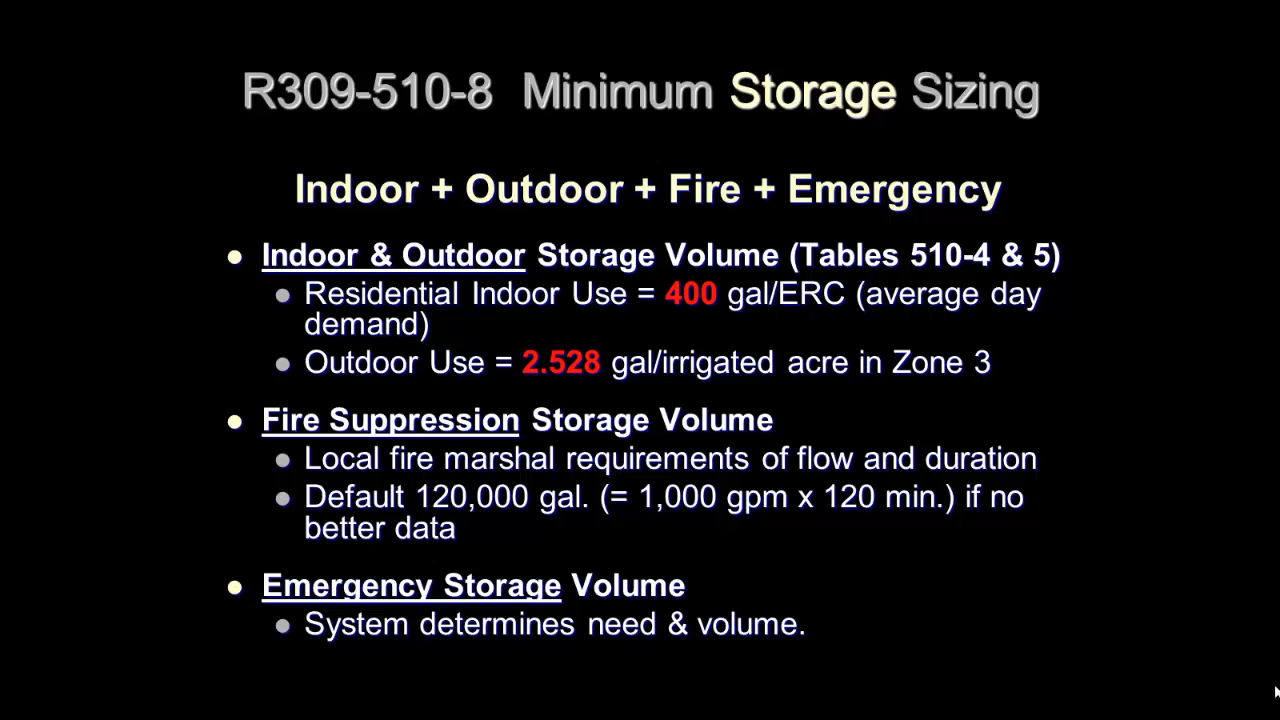 R309-510-8 Minimum Storage Sizing
Indoor + Outdoor + Fire + Emergency
● Indoor & Outdoor Storage Volume (Tables 510-4 & 5)
● Residential Indoor Use = 400 gal/ERC (average day
demand)
● Outdoor Use = 2.528 gal/irrigated acre in Zone 3
● Fire Suppression Storage Volume
● Local fire marshal requirements of flow and duration
● Default 120,000 gal. (= 1,000 gpm x 120 min.) if no
better data
● Emergency Storage Volume
● System determines need & volume.